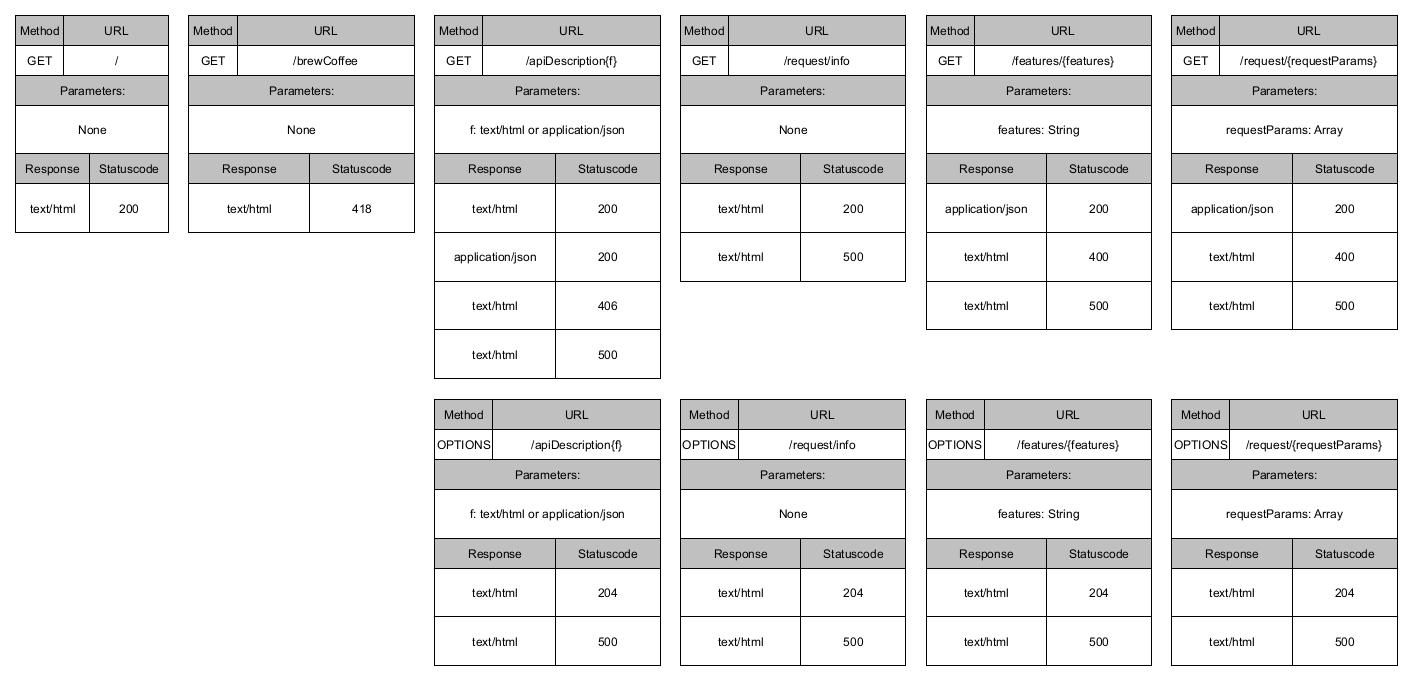 Method URL
GET /
Parameters:
None
Response Statuscode
text/html 200
Method URL
GET /brewCoffee
Parameters:
None
Response Statuscode
text/html 418
Method URL
GET /apiDescription{f}
Parameters:
f: text/html or application/json
Response Statuscode
text/html 200
application/json 200
text/html 406
text/html 500
Method URL
GET /request/info
Parameters:
None
Response Statuscode
text/html 200
text/html 500
Method URL
GET /features/{features}
Parameters:
features: String
Response Statuscode
application/json 200
text/html 400
text/html 500
Method URL
GET /request/{requestParams}
Parameters:
requestParams: Array
Response Statuscode
application/json 200
text/html 400
text/html 500
Method URL
OPTIONS /apiDescription{f}
Parameters:
f: text/html or application/json
Response Statuscode
text/html 204
text/html 500
Method URL
OPTIONS /request/info
Parameters:
None
Response Statuscode
text/html 204
text/html 500
Method URL
OPTIONS /features/{features}
Parameters:
features: String
Response Statuscode
text/html 204
text/html 500
Method URL
OPTIONS /request/{requestParams}
Parameters:
requestParams: Array
Response Statuscode
text/html 204
text/html 500